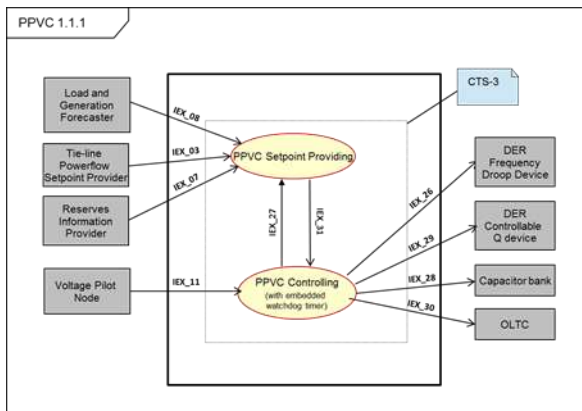 PPVC 1.1.1
CTS-3
Load and
Generation
Forecaster
IEX_08
Tie-line
Powerflow
Setpoint Provider
IEX_03
PPVC Setpoint Providing
Reserves
Information
Provider
IEX_07
IEX_27
IEX_31
Voltage Pilot
Node
IEX_11
PPVC Controlling
(with embedded
watchdog timer)
IEX_26
DER
Frequency
Droop Device
IEX_29
DER
Controllable
Q device
IEX_28
Capacitor bank
IEX_30
OLTC